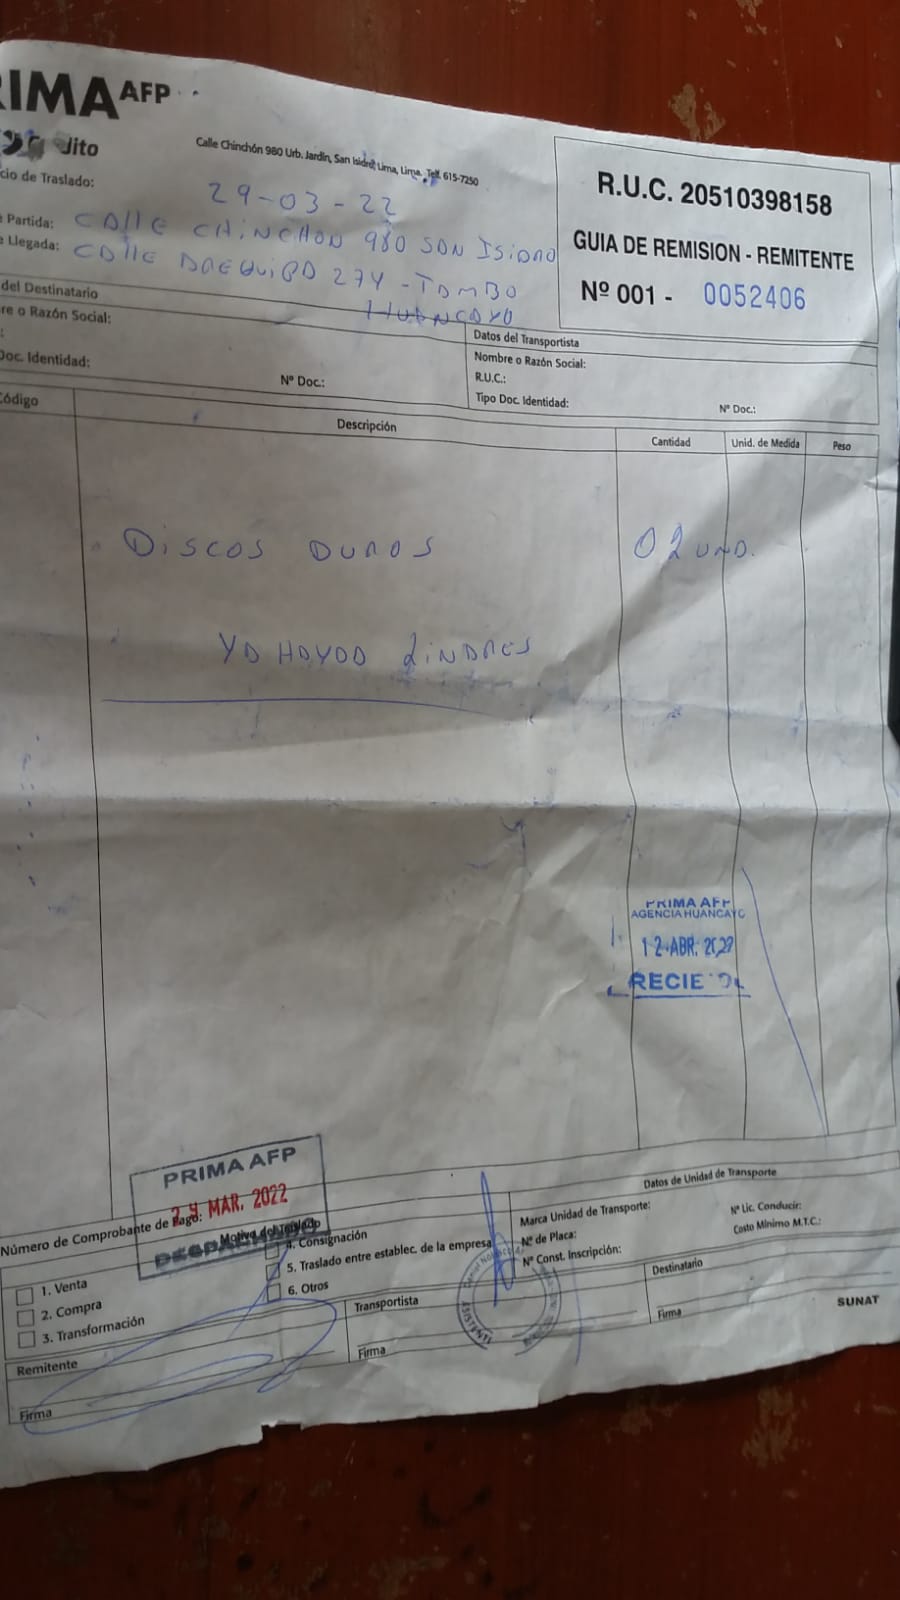 RIMA AFP
dito
Calle Chinchón 980 Urb. Jardín, San Isidro, Lima, Lima. Telf. 615-7250
cio de Traslado: 29-03-22
e Partida: CALLE CHINCHON 980 SAN ISIDRO
e Llegada: CALLE AREQUIPA 274 - TAMBO
HUANCAYO
R.U.C. 20510398158
GUIA DE REMISION - REMITENTE
Nº 001 - 0052406
del Destinatario
re o Razón Social:
:
Doc. Identidad:
Nº Doc.:
Datos del Transportista
Nombre o Razón Social:
R.U.C.:
Tipo Doc. Identidad:
Nº Doc.:
Código Descripción Cantidad Unid. de Medida Peso
DISCOS DUROS 02 UND.
LINARES
PRIMA AFP
AGENCIA HUANCAYO
12 ABR. 2022
RECIBIDO
PRIMA AFP
MAR. 2022
DESPACHADO
Número de Comprobante de Pago:
Motivo del Traslado
1. Venta
2. Compra
3. Transformación
4. Consignación
5. Traslado entre establec. de la empresa
6. Otros
Datos de Unidad de Transporte
Marca Unidad de Transporte:
Nº de Placa:
Nº Const. Inscripción:
Nº Lic. Conducir:
Costo Mínimo M.T.C.:
Remitente
Firma
Transportista
Firma
ASISTENTE
Destinatario
Firma
SUNAT